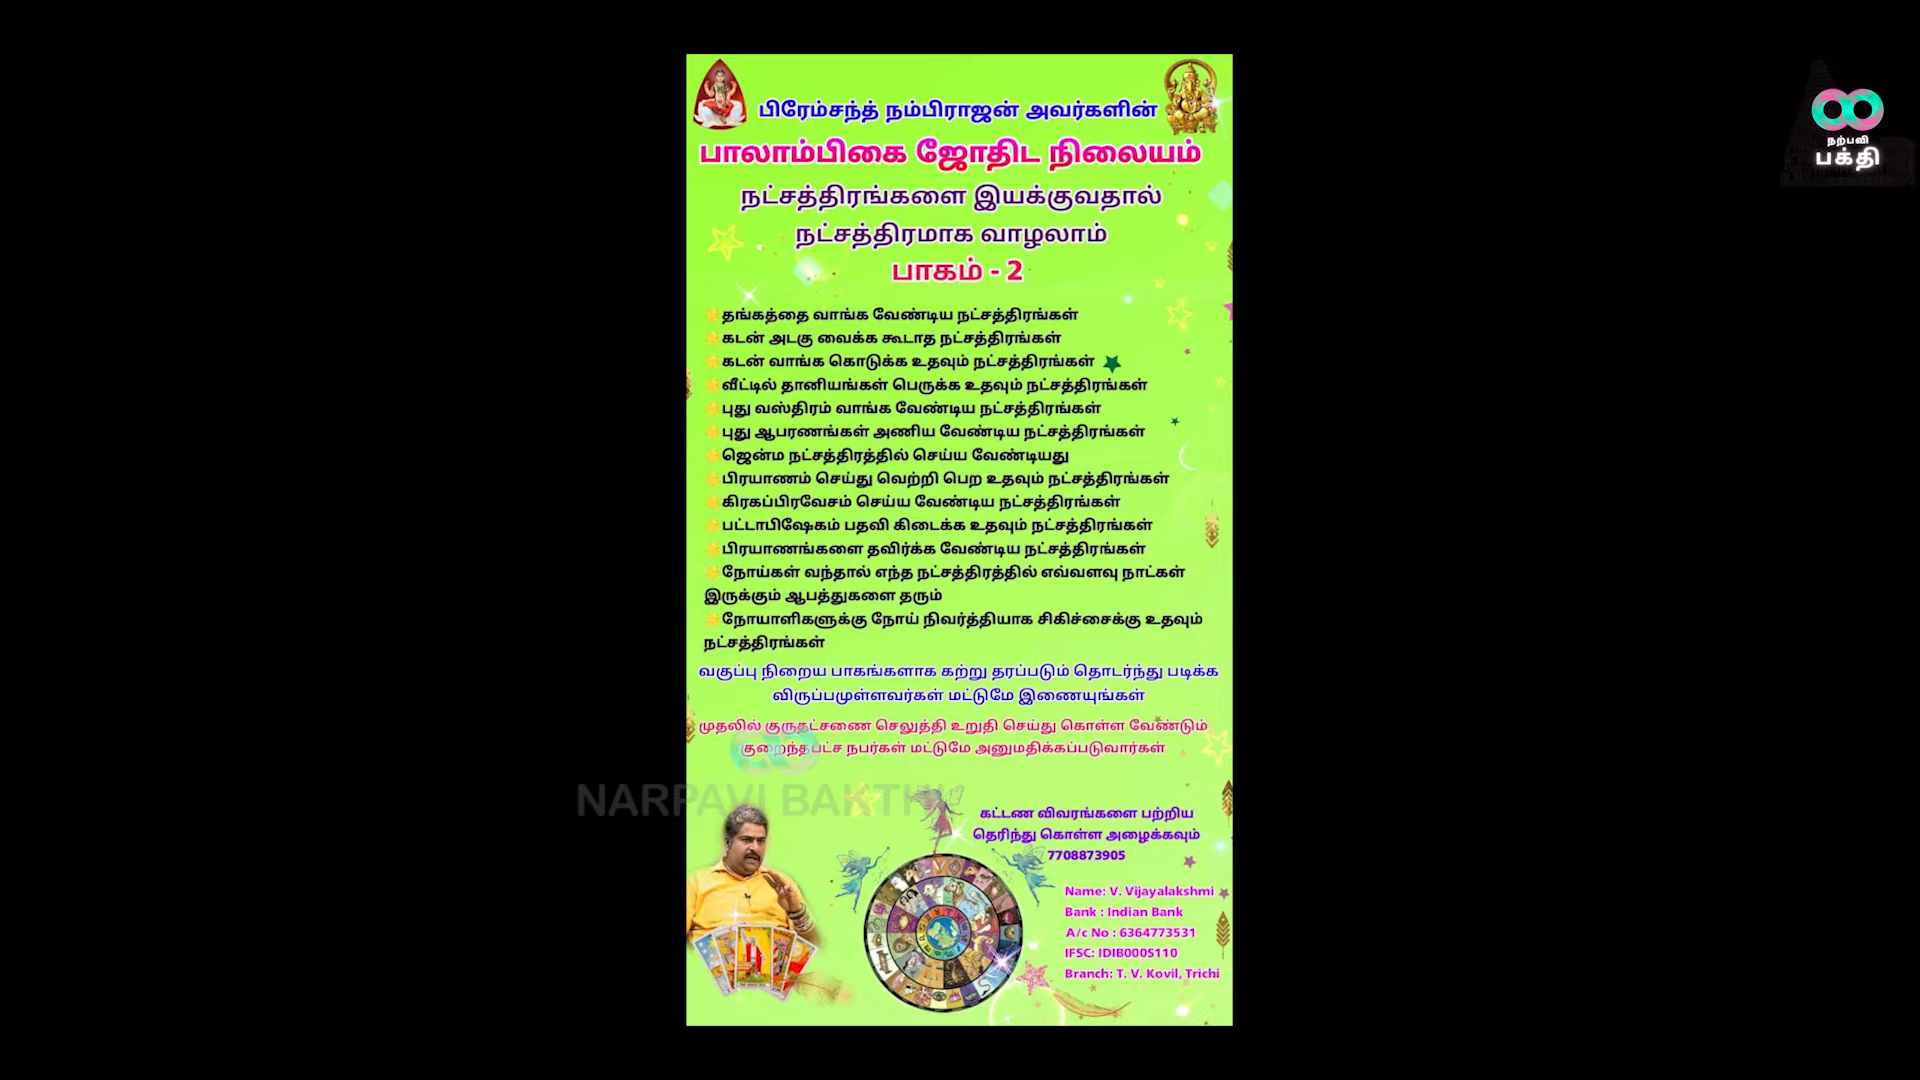 பிரேம்சந்த் நம்பிராஜன் அவர்களின்
பாலாம்பிகை ஜோதிட நிலையம்
நட்சத்திரங்களை இயக்குவதால்
நட்சத்திரமாக வாழலாம்
பாகம் - 2
தங்கத்தை வாங்க வேண்டிய நட்சத்திரங்கள்
கடன் அடகு வைக்க கூடாத நட்சத்திரங்கள்
கடன் வாங்க கொடுக்க உதவும் நட்சத்திரங்கள்
வீட்டில் தானியங்கள் பெருக்க உதவும் நட்சத்திரங்கள்
புது வஸ்திரம் வாங்க வேண்டிய நட்சத்திரங்கள்
புது ஆபரணங்கள் அணிய வேண்டிய நட்சத்திரங்கள்
ஜென்ம நட்சத்திரத்தில் செய்ய வேண்டியது
பிரயாணம் செய்து வெற்றி பெற உதவும் நட்சத்திரங்கள்
கிரகப்பிரவேசம் செய்ய வேண்டிய நட்சத்திரங்கள்
பட்டாபிஷேகம் பதவி கிடைக்க உதவும் நட்சத்திரங்கள்
பிரயாணங்களை தவிர்க்க வேண்டிய நட்சத்திரங்கள்
நோய்கள் வந்தால் எந்த நட்சத்திரத்தில் எவ்வளவு நாட்கள்
இருக்கும் ஆபத்துகளை தரும்
நோயாளிகளுக்கு நோய் நிவர்த்தியாக சிகிச்சைக்கு உதவும்
நட்சத்திரங்கள்
வகுப்பு நிறைய பாகங்களாக கற்று தரப்படும் தொடர்ந்து படிக்க
விருப்பமுள்ளவர்கள் மட்டுமே இணையுங்கள்
முதலில் குருதட்சணை செலுத்தி உறுதி செய்து கொள்ள வேண்டும்
குறைந்தபட்ச நபர்கள் மட்டுமே அனுமதிக்கப்படுவார்கள்
NARPAVI BAKTHI
கட்டண விவரங்களை பற்றிய
தெரிந்து கொள்ள அழைக்கவும்
7708873905
Name: V. Vijayalakshmi
Bank : Indian Bank
A/c No : 6364773531
IFSC: IDIB000S110
Branch: T. V. Kovil, Trichi
நற்பவி
பக்தி